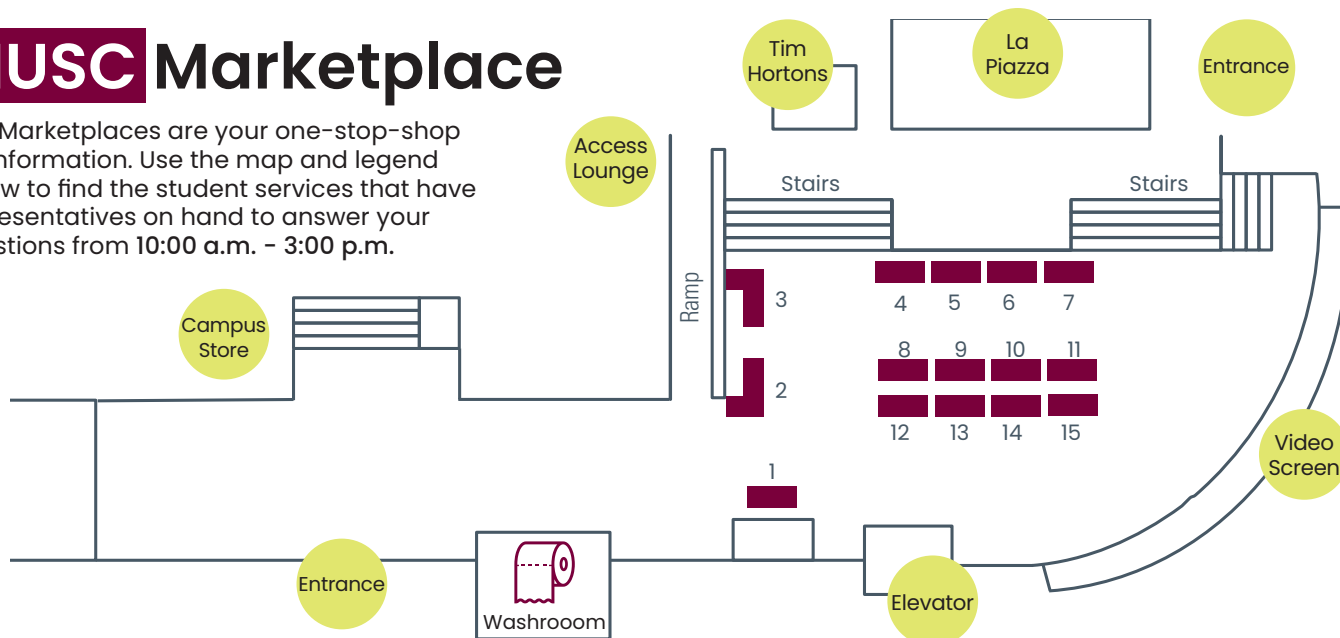 USC Marketplace
Marketplaces are your one-stop-shop
nformation. Use the map and legend
w to find the student services that have
esentatives on hand to answer your
stions from 10:00 a.m. - 3:00 p.m.
Tim
Hortons
La
Piazza
Entrance
Access
Lounge
Stairs
Stairs
Ramp
3
4
5
6
7
Campus
Store
8
9
10
11
2
12
13
14
15
Video
Screen
1
Entrance
Washrooom
Elevator